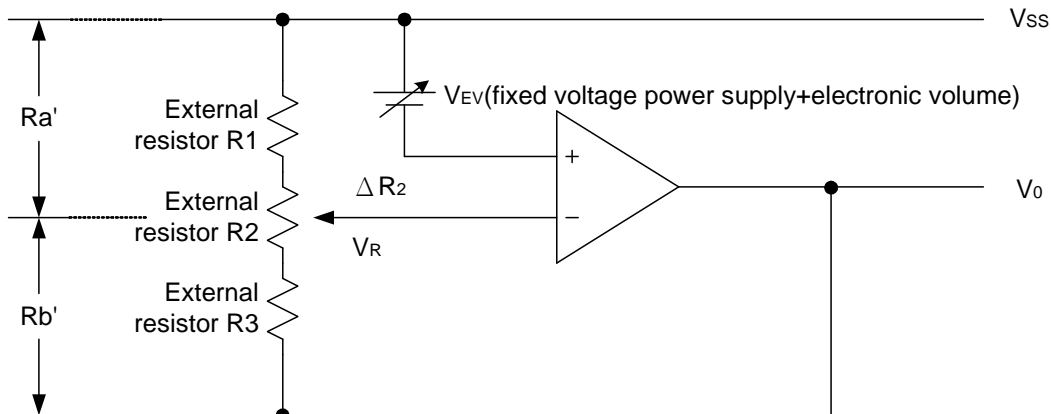 VSS
VEV(fixed voltage power supply+electronic volume)
Ra'
External
resistor R1
+
Δ R2
External
resistor R2
−
V0
VR
External
resistor R3
Rb'